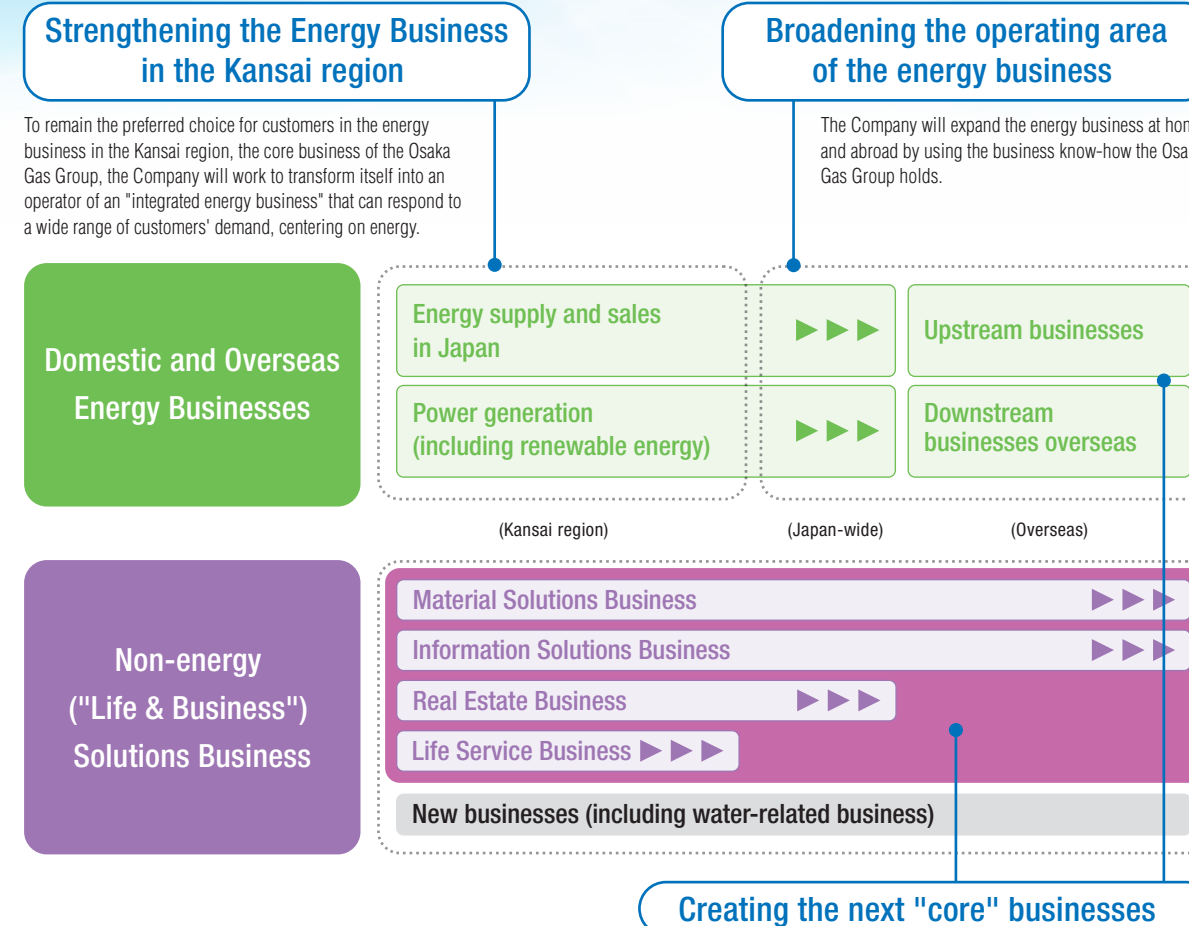 Strengthening the Energy Business
in the Kansai region
To remain the preferred choice for customers in the energy
business in the Kansai region, the core business of the Osaka
Gas Group, the Company will work to transform itself into an
operator of an "integrated energy business" that can respond to
a wide range of customers' demand, centering on energy.
Broadening the operating area
of the energy business
The Company will expand the energy business at
and abroad by using the business know-how the
Gas Group holds.
Domestic and Overseas
Energy Businesses
Energy supply and sales
in Japan
▶▶▶
Upstream businesses
Power generation
(including renewable energy)
▶▶▶
Downstream
businesses overseas
(Kansai region)
(Japan-wide)
(Overseas)
Non-energy
("Life & Business")
Solutions Business
Material Solutions Business ▶▶▶
Information Solutions Business ▶▶▶
Real Estate Business ▶▶▶
Life Service Business ▶▶▶
New businesses (including water-related business)
Creating the next "core" businesses